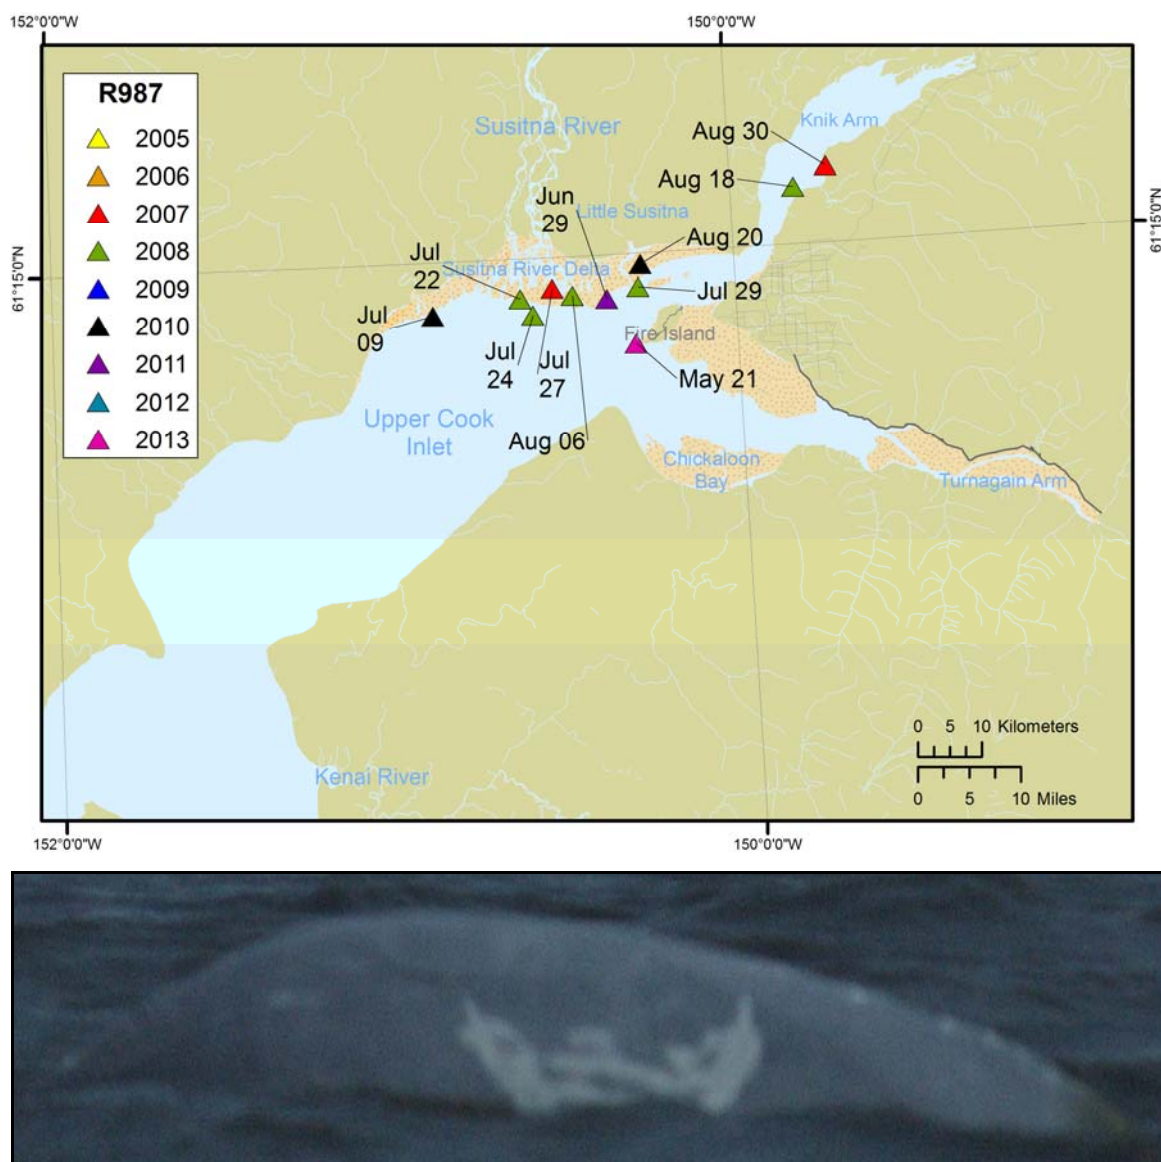 152°0'0"W
150°0'0"W
R987
2005
2006
2007
2008
2009
2010
2011
2012
2013
Susitna River
Knik Arm
Aug 30
Aug 18
Jun
29
Little Susitna
Aug 20
61°15'0"N
Jul
22
Susitna River Delta
61°15'0"N
Jul 29
Jul
09
Fire Island
Jul
24
Jul
27
May 21
Upper Cook
Inlet
Aug 06
Chickaloon
Bay
Turnagain Arm
0 5 10 Kilometers
0 5 10 Miles
Kenai River
152°0'0"W
150°0'0"W